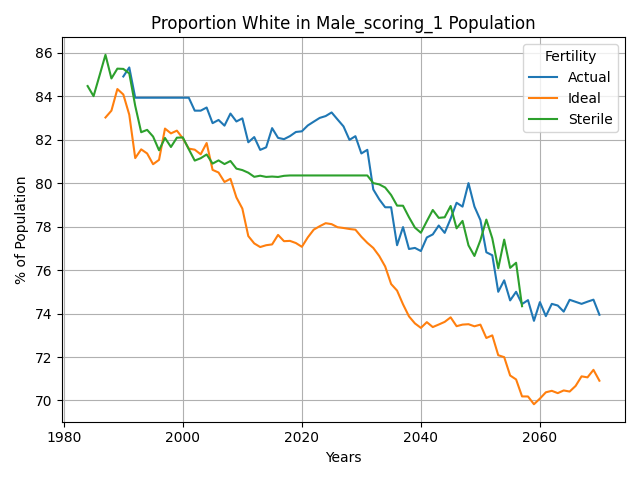 Proportion White in Male_scoring_1 Population
% of Population
86
84
82
80
78
76
74
72
70
Fertility
Actual
Ideal
Sterile
1980
2000
2020
2040
2060
Years